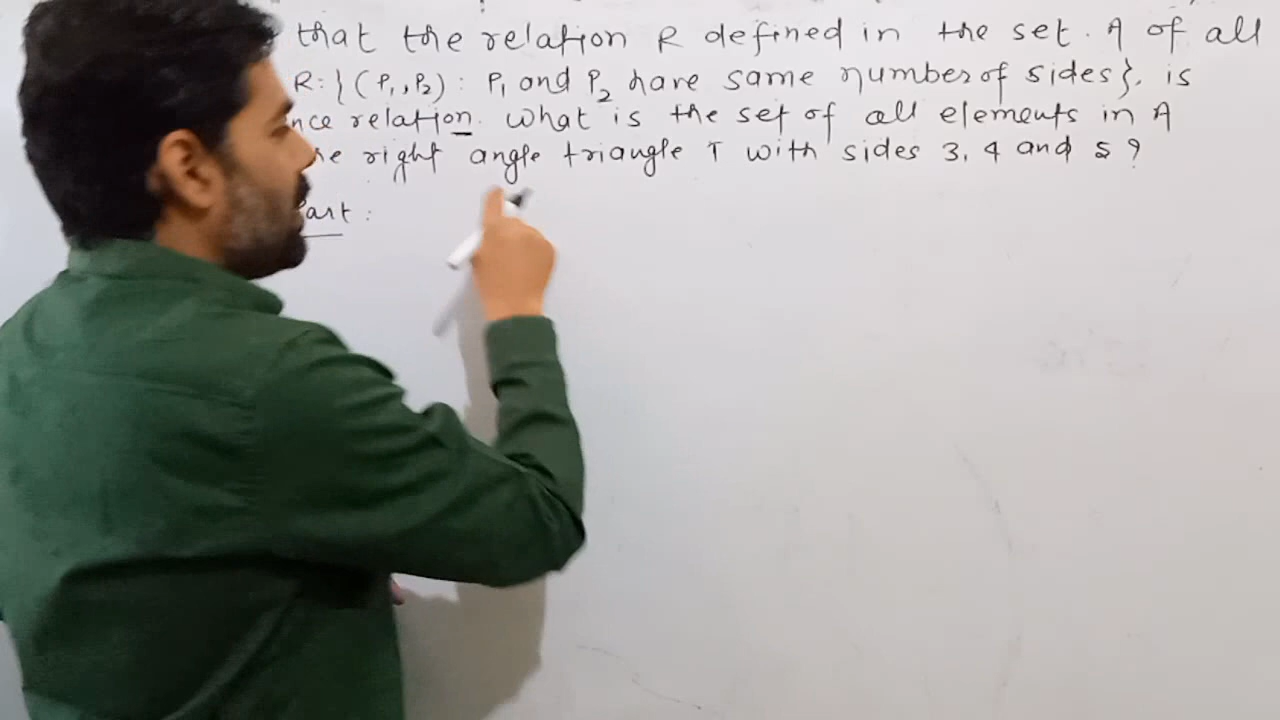 that the relation R defined in the set . A of all
R: { (P1, P2) : P1 and P2 have same number of sides}, is
nce relation. What is the set of all elements in A
he right angle triangle T with sides 3, 4 and 5 ?
Part :